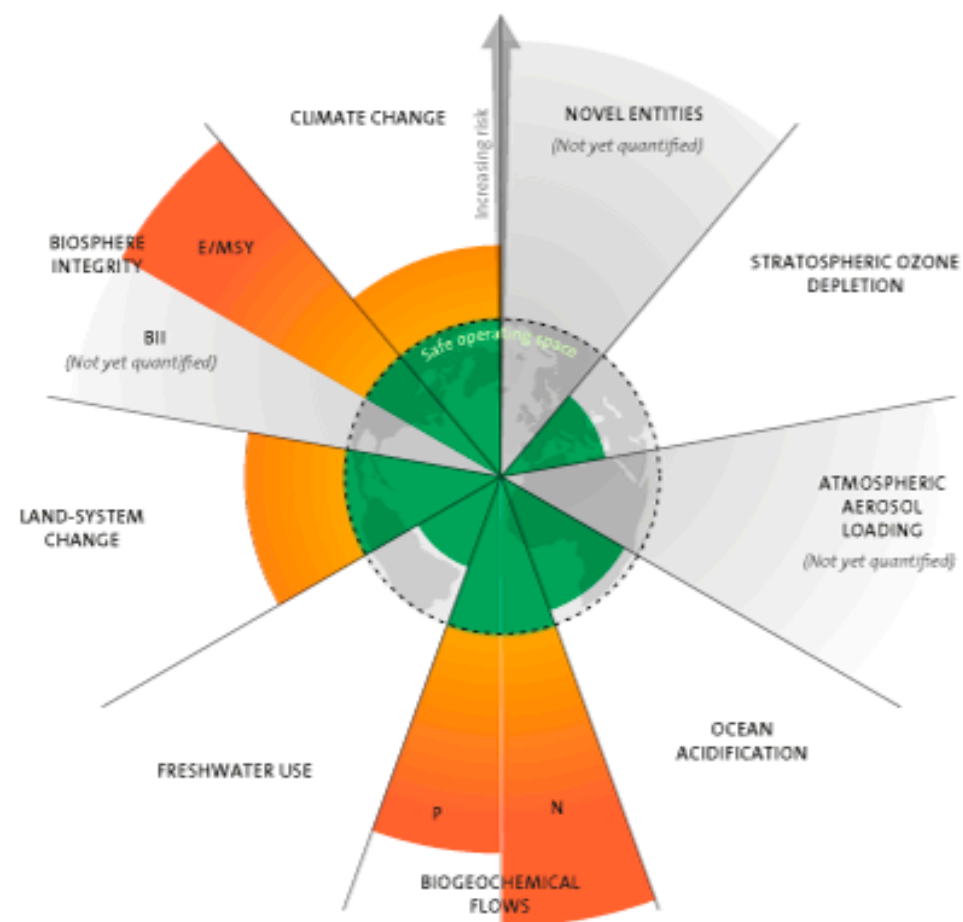 CLIMATE CHANGE
Increasing risk
NOVEL ENTITIES
(Not yet quantified)
STRATOSPHERIC OZONE
DEPLETION
ATMOSPHERIC
AEROSOL
LOADING
(Not yet quantified)
OCEAN
ACIDIFICATION
N
P
BIOGEOCHEMICAL
FLOWS
FRESHWATER USE
LAND-SYSTEM
CHANGE
BII
(Not yet quantified)
BIOSPHERE
INTEGRITY
E/MSY
Safe operating space